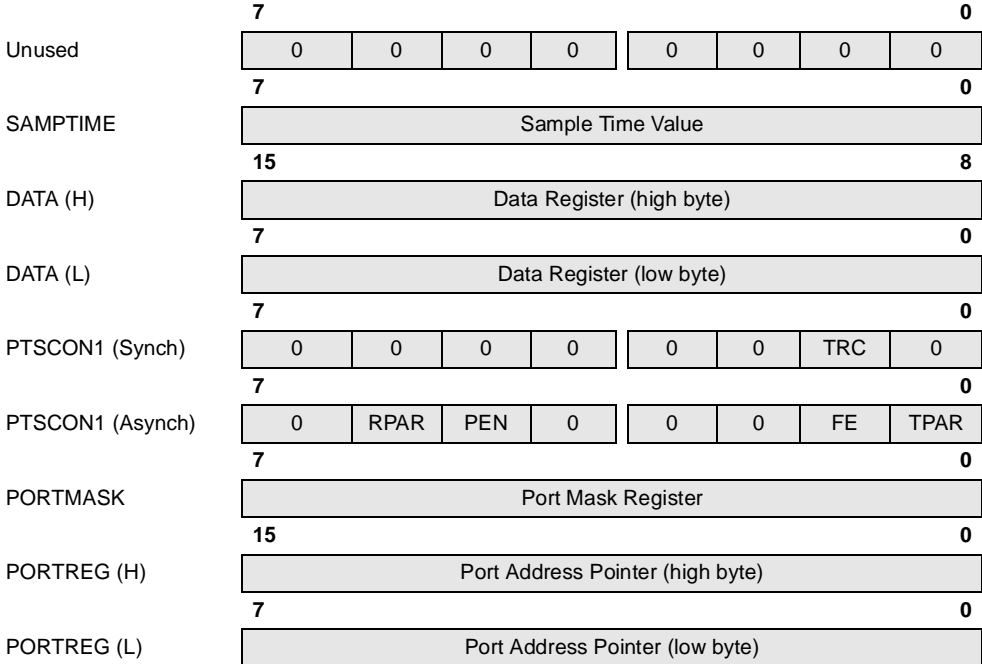 7 0
Unused 0 0 0 0 0 0 0 0
7 0
SAMPTIME Sample Time Value
15 8
DATA (H) Data Register (high byte)
7 0
DATA (L) Data Register (low byte)
7 0
PTSCON1 (Synch) 0 0 0 0 0 0 TRC 0
7 0
PTSCON1 (Asynch) 0 RPAR PEN 0 0 0 FE TPAR
7 0
PORTMASK Port Mask Register
15 0
PORTREG (H) Port Address Pointer (high byte)
7 0
PORTREG (L) Port Address Pointer (low byte)